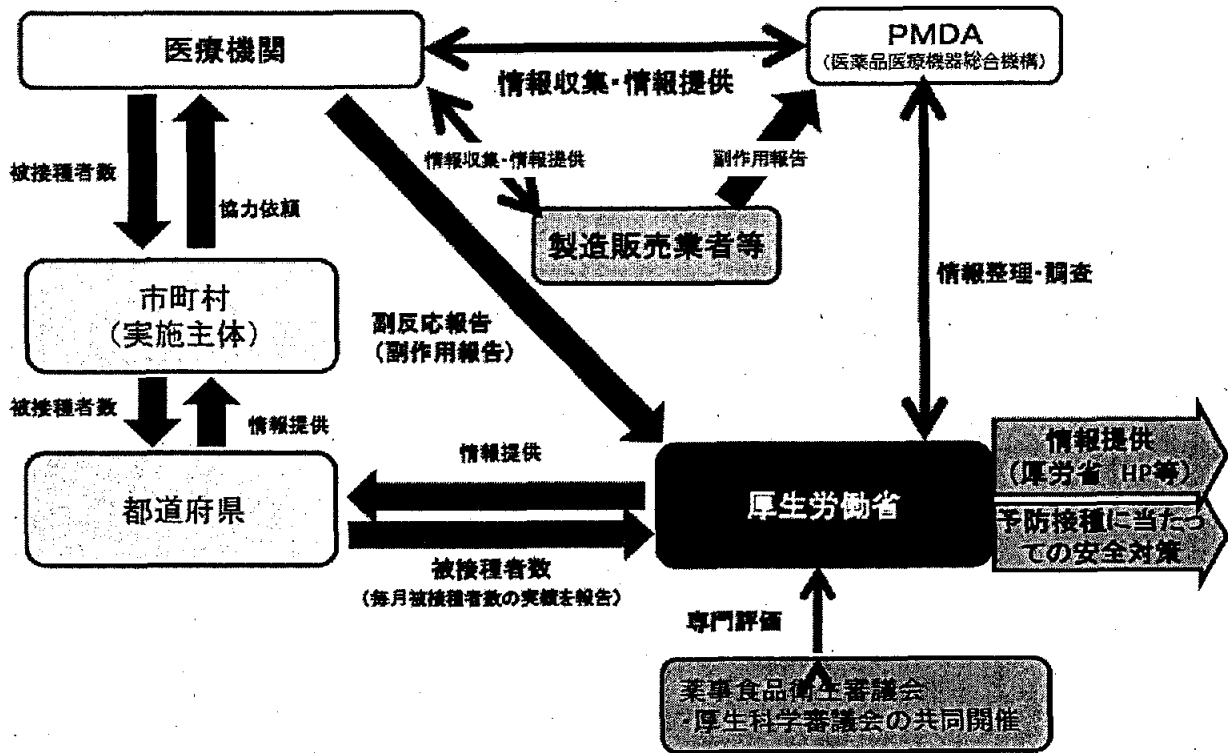 医療機関
PMDA
(医薬品医療機器総合機構)
情報収集・情報提供
被接種者数
協力依頼
情報収集・情報提供
副作用報告
製造販売業者等
情報整理・調査
市町村
(実施主体)
副反応報告
(副作用報告)
被接種者数
情報提供
都道府県
情報提供
厚生労働省
情報提供
(厚労省 HP等)
予防接種に当たっ
ての安全対策
被接種者数
(毎月被接種者数の実績を報告)
専門評価
薬事食品衛生審議会
・厚生科学審議会の共同開催